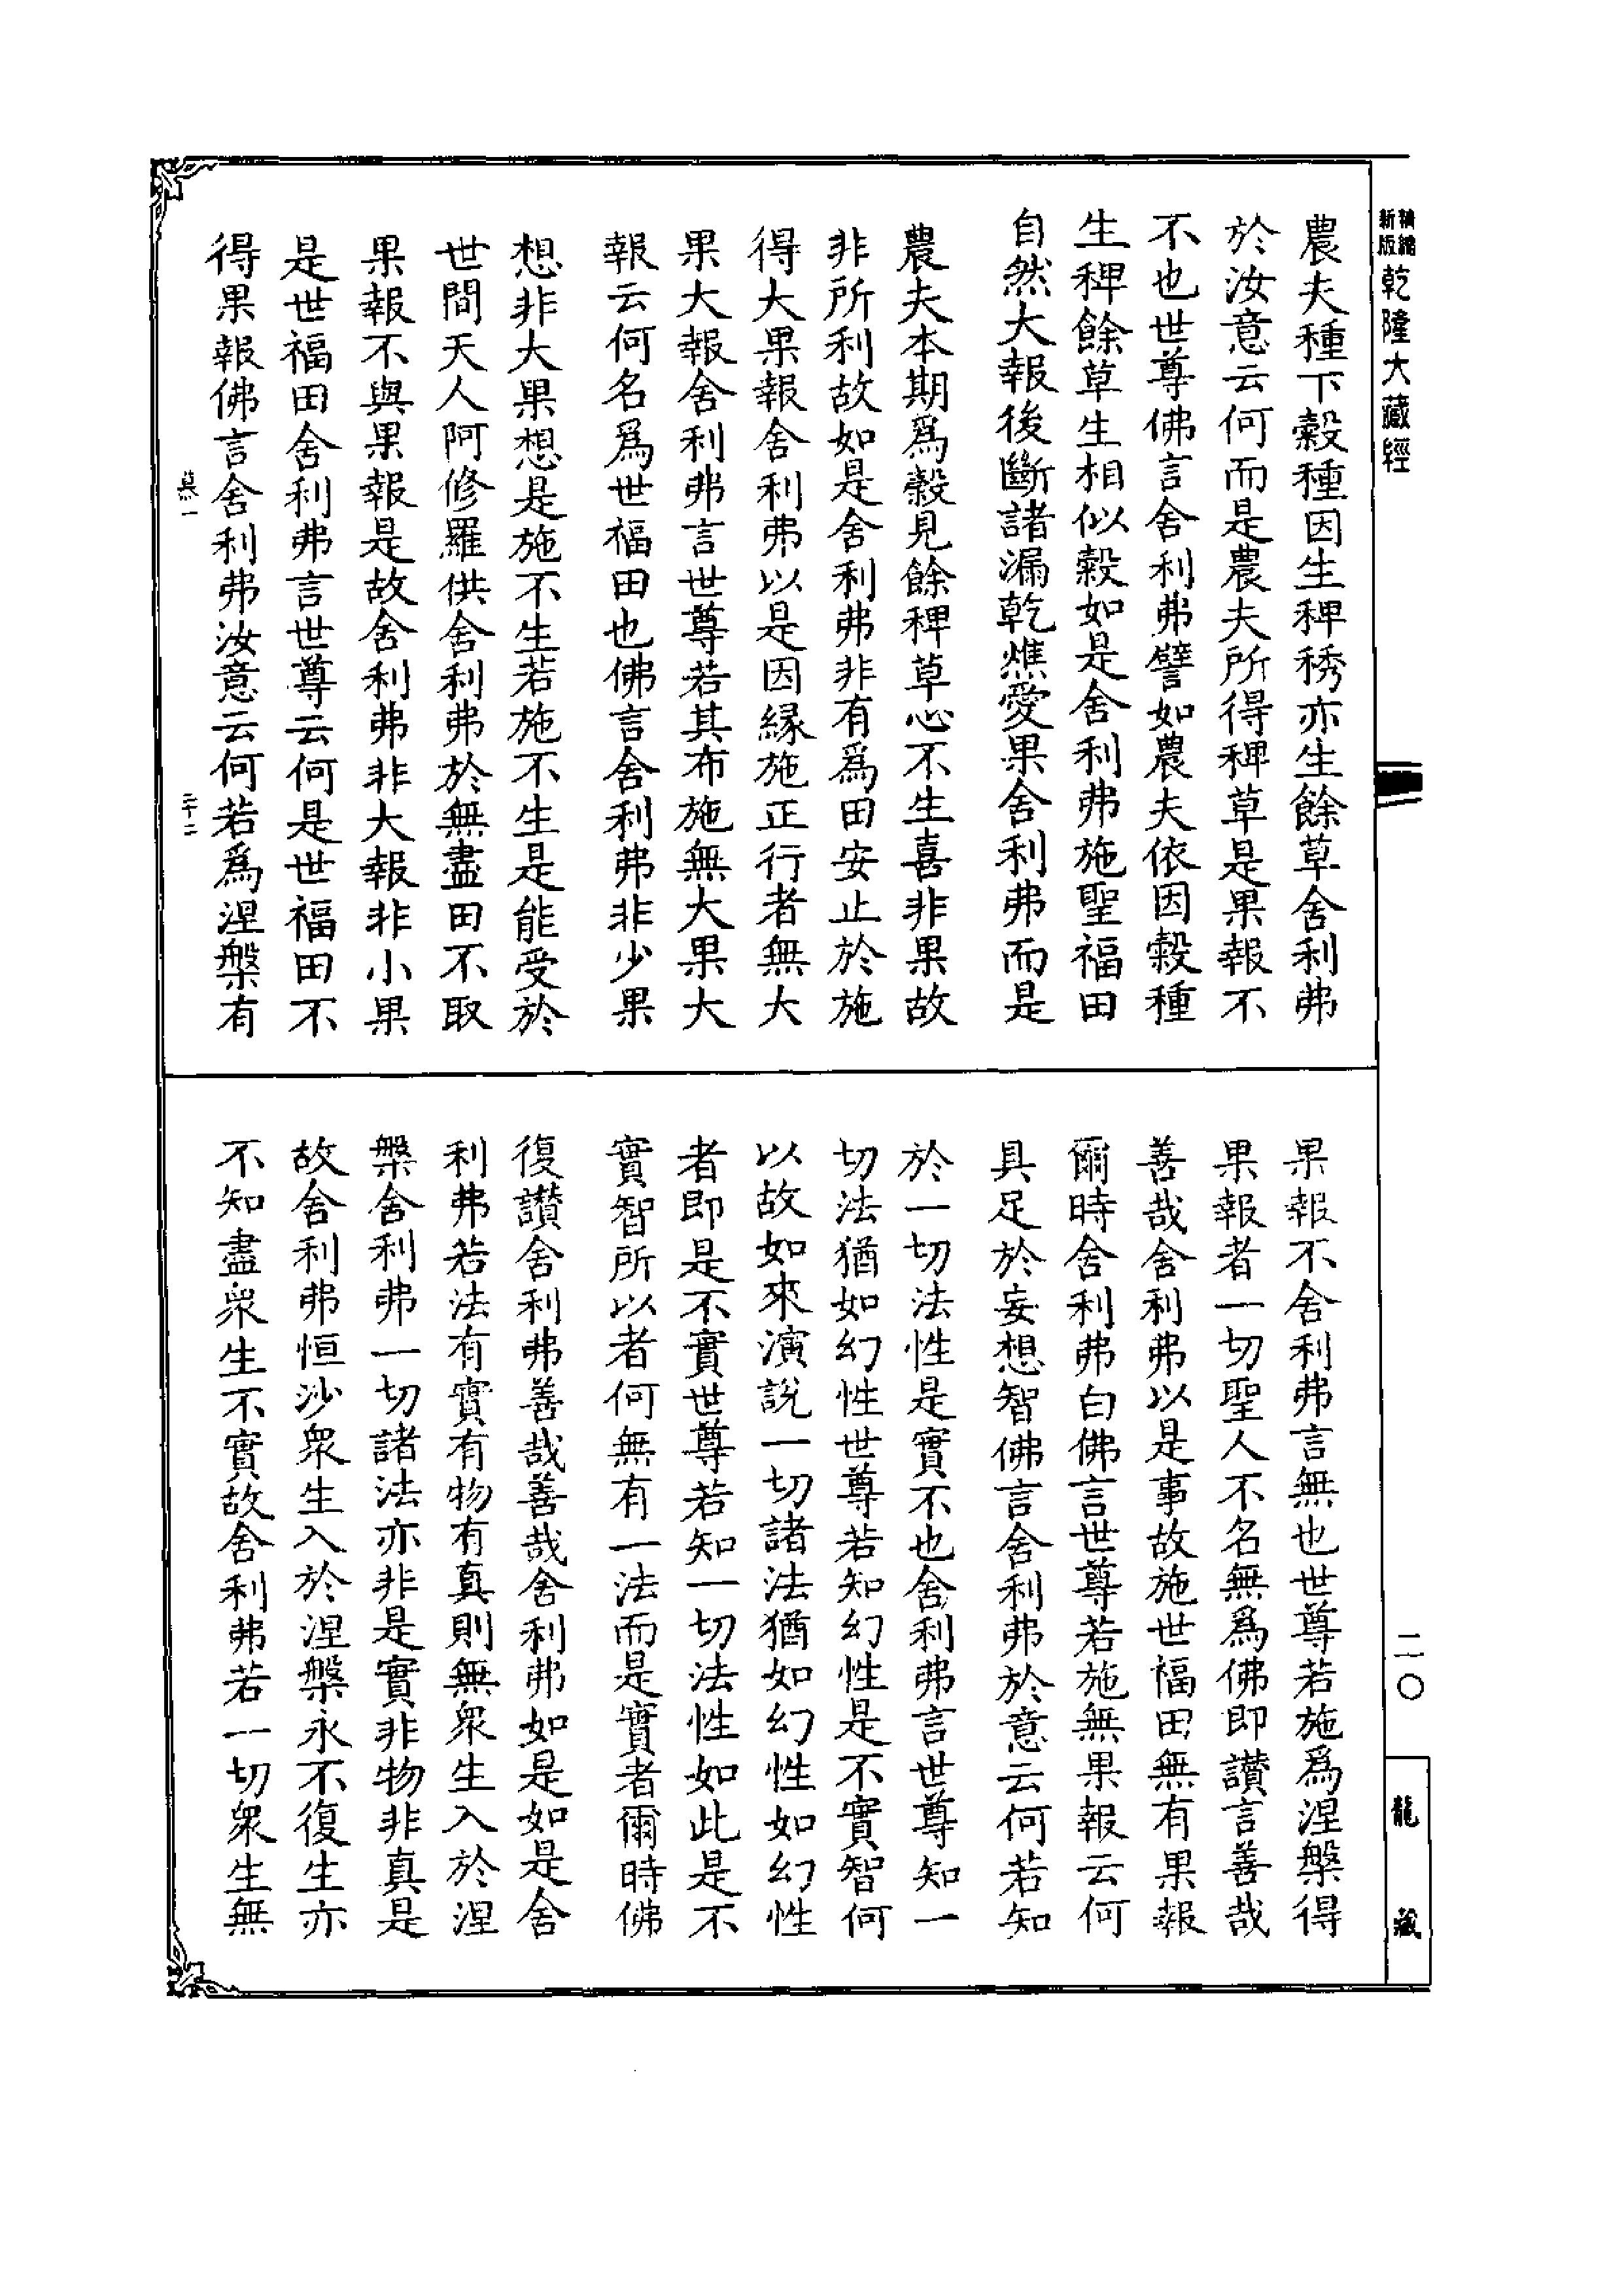 新版精縮乾隆大藏經
農夫種下穀種因生稗秀亦生餘草舍利弗
於汝意云何而是農夫所得稗草是果報不
不也世尊佛言舍利弗譬如農夫依因穀種
生稗餘草生相似穀如是舍利弗施聖福田
自然大報後斷諸漏乾燋愛果舍利弗而是
農夫本期爲穀見餘稗草心不生喜非果故
非所利故如是舍利弗非有爲田安止於施
得大果報舍利弗以是因緣施正行者無大
果大報舍利弗言世尊若其布施無大果大
報云何名爲世福田也佛言舍利弗非少果
想非大果想是施不生若施不生是能受於
世間天人阿修羅供舍利弗於無盡田不取
果報不與果報是故舍利弗非大報非小果
是世福田舍利弗言世尊云何是世福田不
得果報佛言舍利弗汝意云何若爲涅槃有
慕一
二十二
果報不舍利弗言無也世尊若施爲涅槃得
果報者一切聖人不名無爲佛即讚言善哉
善哉舍利弗以是事故施世福田無有果報
爾時舍利弗白佛言世尊若施無果報云何
具足於妄想智佛言舍利弗於意云何若知
於一切法性是實不也舍利弗言世尊知一
切法猶如幻性世尊若知幻性是不實智何
以故如來演說一切諸法猶如幻性如幻性
者即是不實世尊若知一切法性如此是不
實智所以者何無有一法而是實者爾時佛
復讚舍利弗善哉善哉舍利弗如是如是舍
利弗若法有實有物有真則無衆生入於涅
槃舍利弗一切諸法亦非是實非物非真是
故舍利弗恒沙衆生入於涅槃永不復生亦
不知盡衆生不實故舍利弗若一切衆生無
二〇
龍藏